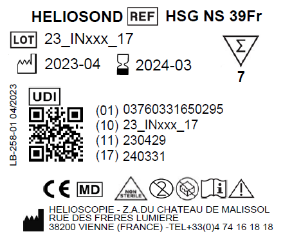 HELIOSOND REF HSG NS 39Fr
LOT 23_INxxx_17
2023-04 2024-03
Σ
7
UDI
(01) 03760331650295
(10) 23_INxxx_17
(11) 230429
(17) 240331
LB-258-01 04/2023
CE MD NON STERILE 2 i
HELIOSCOPIE - Z.A.DU CHATEAU DE MALISSOL
RUE DES FRERES LUMIÈRE
38200 VIENNE (FRANCE) -TEL+33(0)4 74 16 18 18